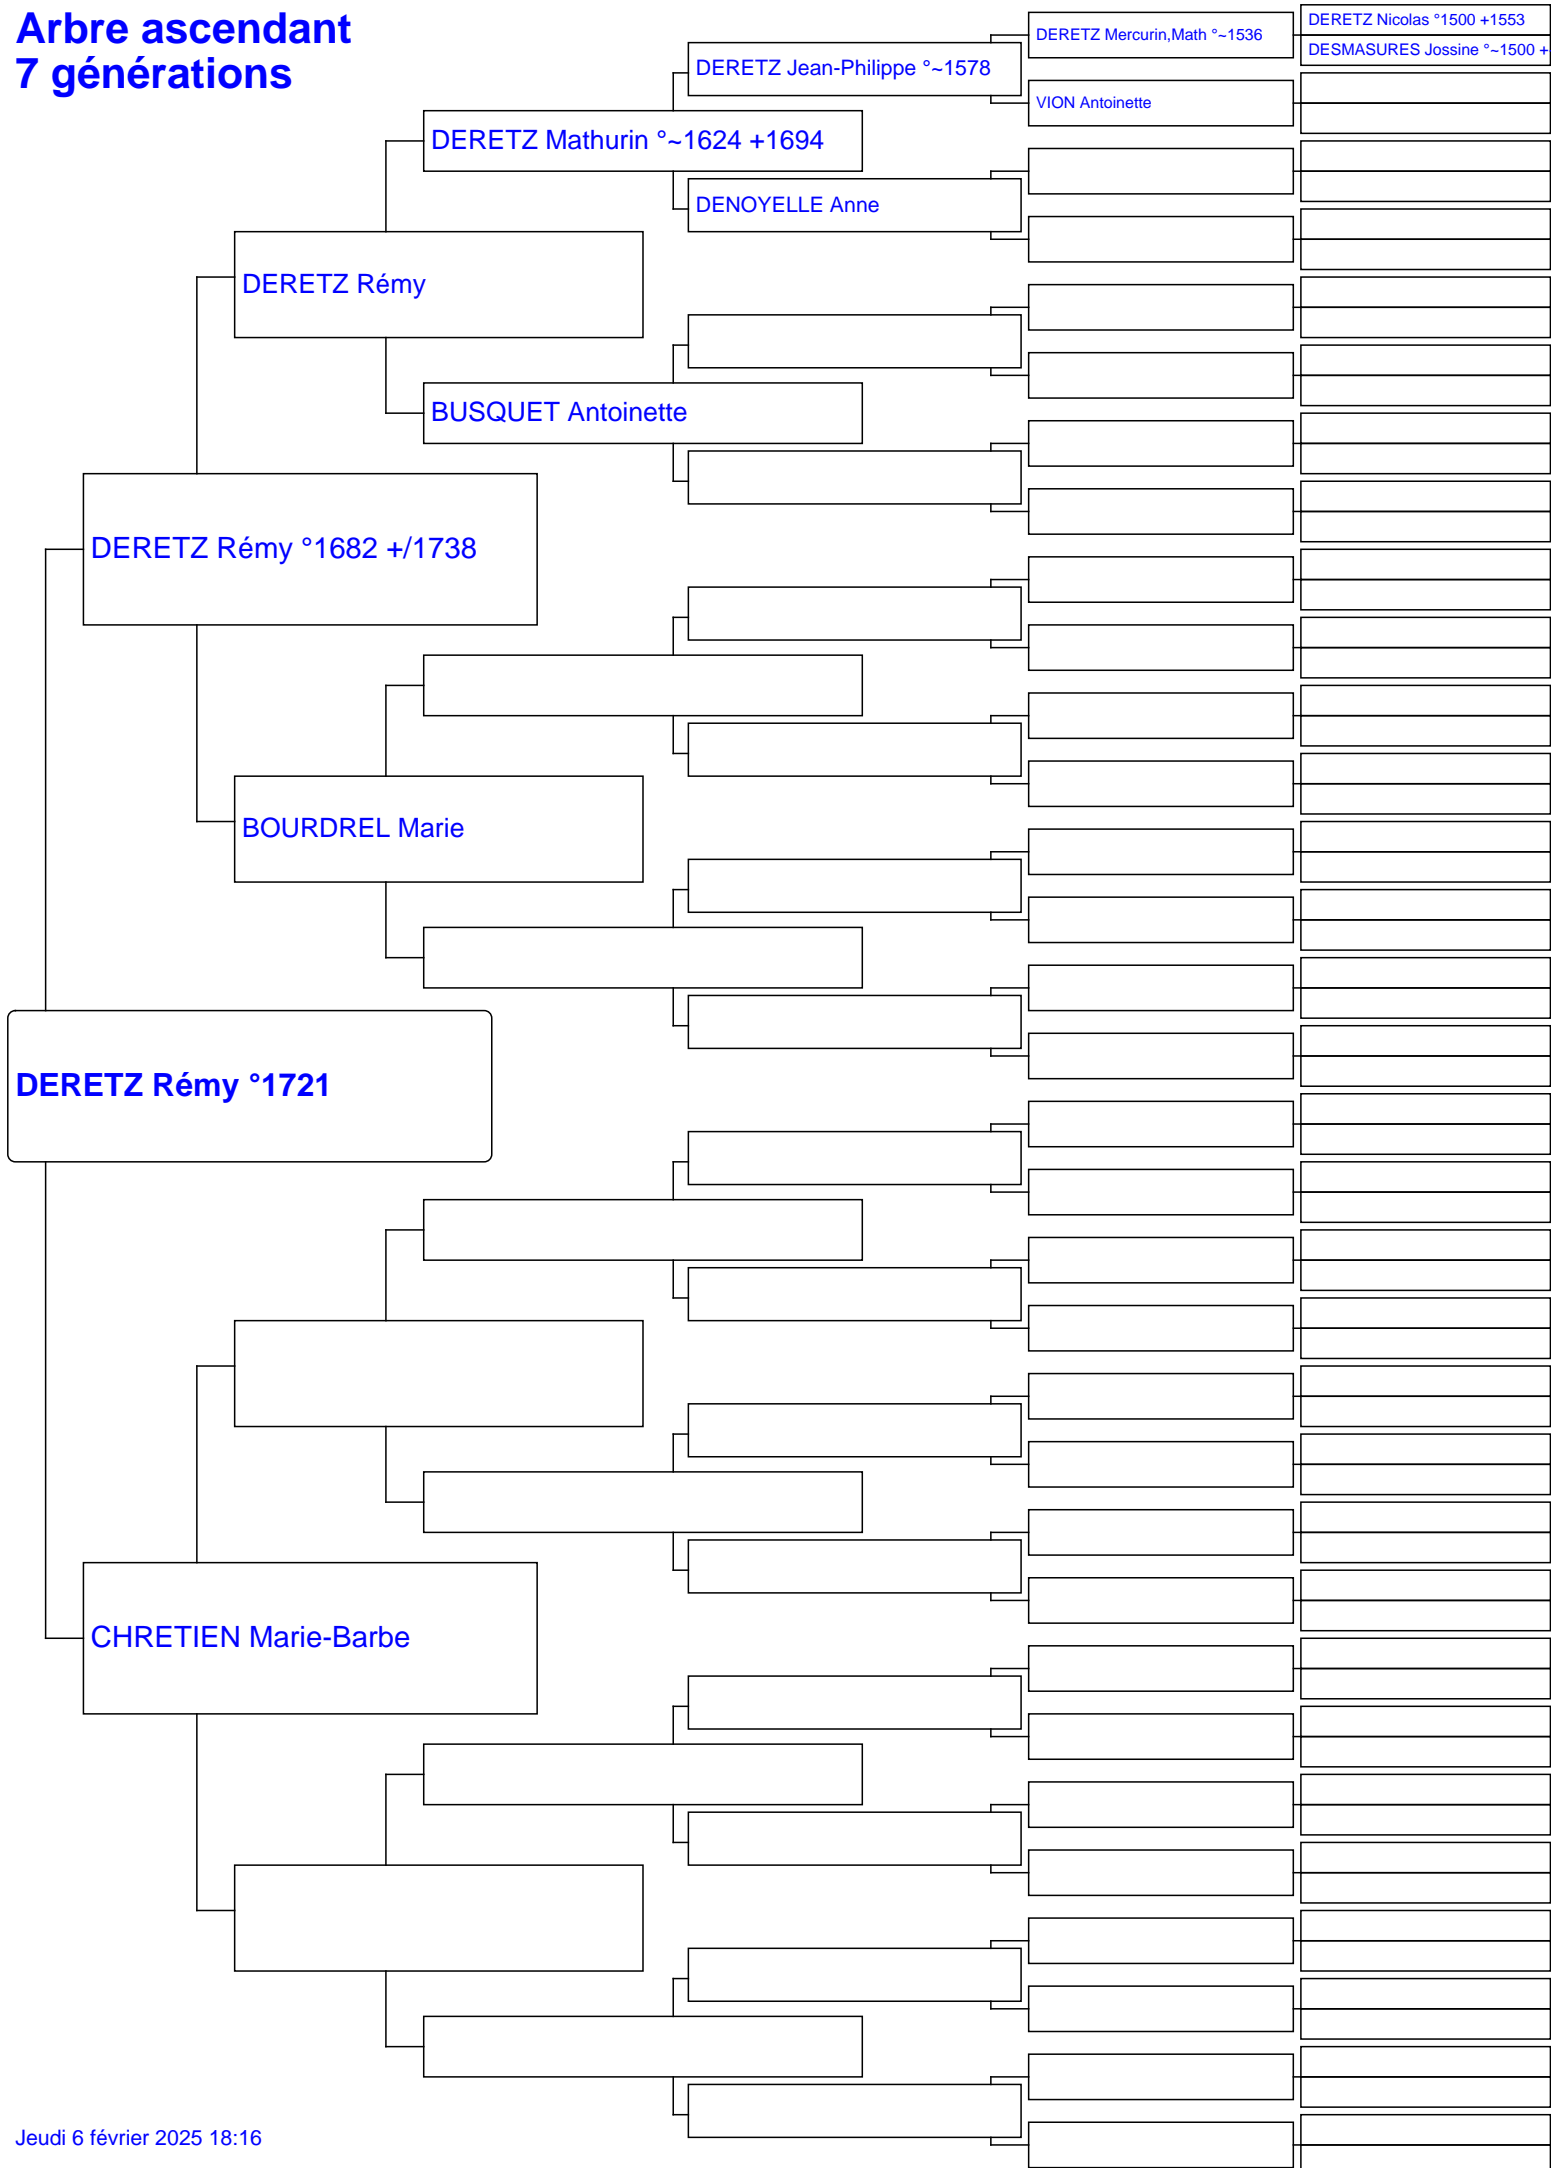 Arbre ascendant
7 générations
DERETZ Nicolas °1500 +1553
DERETZ Mercurin,Math °~1536
DESMASURES Jossine °~1500 +
DERETZ Jean-Philippe °~1578
VION Antoinette
DERETZ Mathurin °~1624 +1694
DENOYELLE Anne
DERETZ Rémy
BUSQUET Antoinette
DERETZ Rémy °1682 +/1738
BOURDREL Marie
DERETZ Rémy °1721
CHRETIEN Marie-Barbe
Jeudi 6 février 2025 18:16